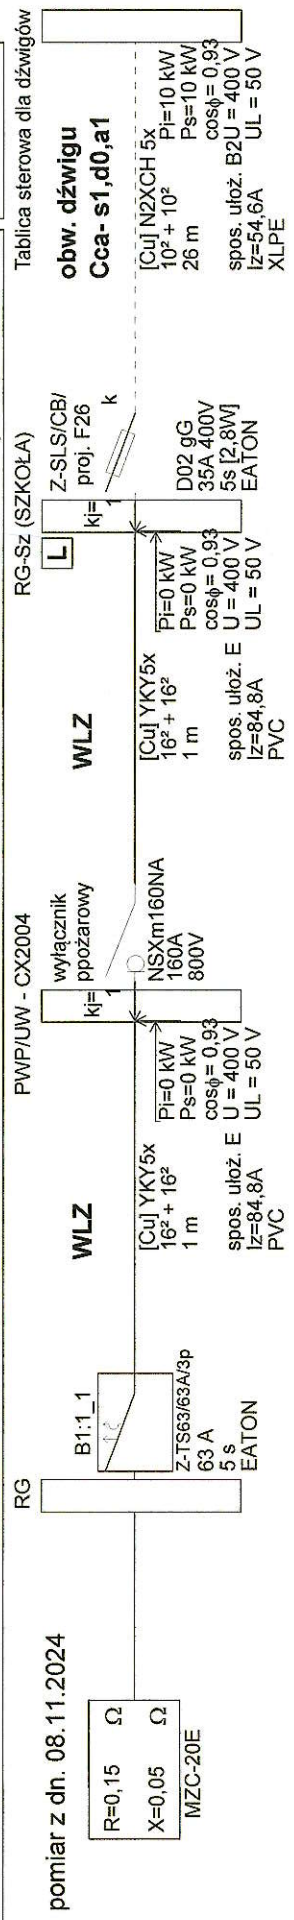 pomiar z dn. 08.11.2024
R=0,15 Ω
X=0,05 Ω
MZC-20E
RG
B1:1_1
Z-TS63/63A/3p
63 A
5 s
EATON
WLZ
[Cu] YKY5x
16² + 16²
1 m
spos. ułoż. E
Iz=84,8A
PVC
PWP/UW - CX2004
wyłącznik
ppożarowy
kj=
1
Pi=0 kW
Ps=0 kW
cosϕ= 0,93
U = 400 V
UL = 50 V
NSXm160NA
160A
800V
WLZ
[Cu] YKY5x
16² + 16²
1 m
spos. ułoż. E
Iz=84,8A
PVC
RG-Sz (SZKOŁA)
L
Z-SLS/CB/
proj. F26
kj=
1
k
Pi=0 kW
Ps=0 kW
cosϕ= 0,93
U = 400 V
UL = 50 V
D02 gG
35A 400V
5s [2,8W]
EATON
obw. dźwigu
Cca- s1,d0,a1
[Cu] N2XCH 5x
10² + 10²
26 m
spos. ułoż. B2
Iz=54,6A
XLPE
Tablica sterowa dla dźwigów
Pi=10 kW
Ps=10 kW
cosϕ= 0,93
U = 400 V
UL = 50 V